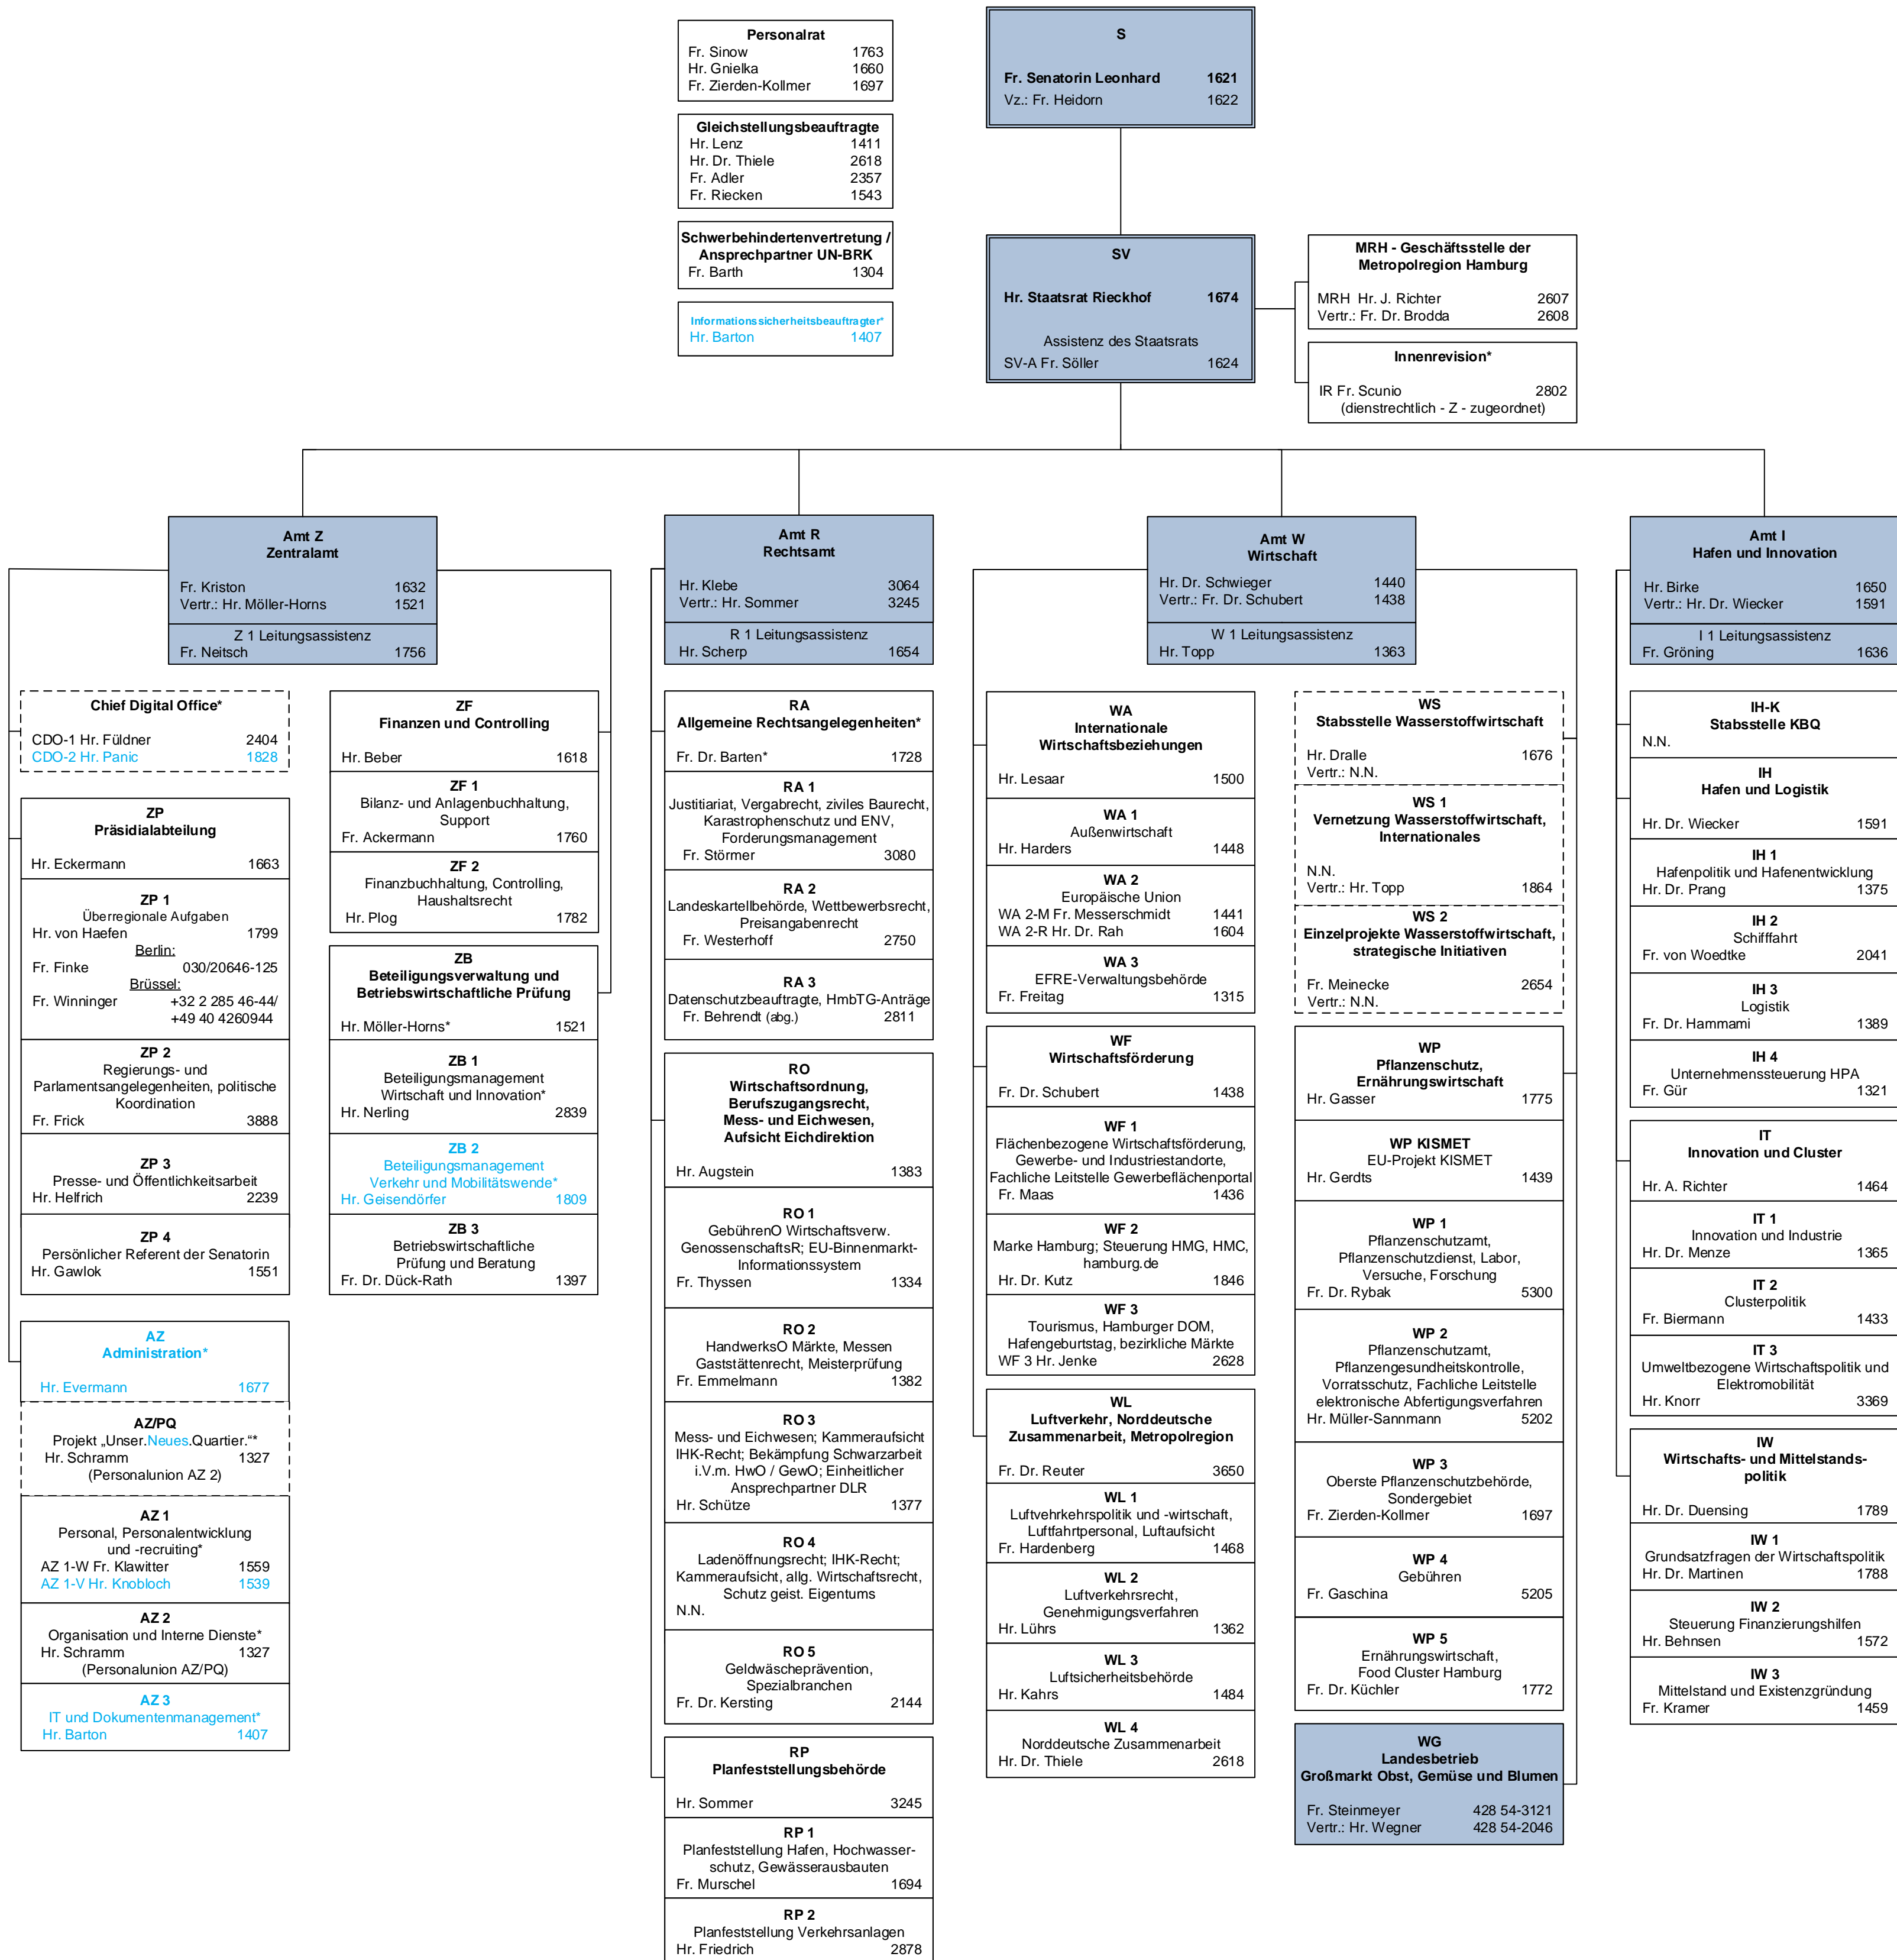 Personalrat
Fr. Sinow 1763
Hr. Gnielka 1660
Fr. Zierden-Kollmer 1697
Gleichstellungsbeauftragte
Hr. Lenz 1411
Hr. Dr. Thiele 2618
Fr. Adler 2357
Fr. Riecken 1543
Schwerbehindertenvertretung /
Ansprechpartner UN-BRK
Fr. Barth 1304
Informationssicherheitsbeauftragter*
Hr. Barton 1407
S
Fr. Senatorin Leonhard 1621
Vz.: Fr. Heidorn 1622
SV
Hr. Staatsrat Rieckhof 1674
Assistenz des Staatsrats
SV-A Fr. Söller 1624
MRH - Geschäftsstelle der
Metropolregion Hamburg
MRH Hr. J. Richter 2607
Vertr.: Fr. Dr. Brodda 2608
Innenrevision*
IR Fr. Scunio 2802
(dienstrechtlich - Z - zugeordnet)
Amt Z
Zentralamt
Fr. Kriston 1632
Vertr.: Hr. Möller-Horns 1521
Z 1 Leitungsassistenz
Fr. Neitsch 1756
Chief Digital Office*
CDO-1 Hr. Füldner 2404
CDO-2 Hr. Panic 1828
ZP
Präsidialabteilung
Hr. Eckermann 1663
ZP 1
Überregionale Aufgaben
Hr. von Haefen 1799
Berlin:
Fr. Finke 030/20646-125
Brüssel:
Fr. Winninger +32 2 285 46-44/
+49 40 4260944
ZP 2
Regierungs- und
Parlamentsangelegenheiten, politische
Koordination
Fr. Frick 3888
ZP 3
Presse- und Öffentlichkeitsarbeit
Hr. Helfrich 2239
ZP 4
Persönlicher Referent der Senatorin
Hr. Gawlok 1551
AZ
Administration*
Hr. Evermann 1677
AZ/PQ
Projekt „Unser.Neues.Quartier.“*
Hr. Schramm 1327
(Personalunion AZ 2)
AZ 1
Personal, Personalentwicklung
und -recruiting*
AZ 1-W Fr. Klawitter 1559
AZ 1-V Hr. Knobloch 1539
AZ 2
Organisation und Interne Dienste*
Hr. Schramm 1327
(Personalunion AZ/PQ)
AZ 3
IT und Dokumentenmanagement*
Hr. Barton 1407
ZF
Finanzen und Controlling
Hr. Beber 1618
ZF 1
Bilanz- und Anlagenbuchhaltung,
Support
Fr. Ackermann 1760
ZF 2
Finanzbuchhaltung, Controlling,
Haushaltsrecht
Hr. Plog 1782
ZB
Beteiligungsverwaltung und
Betriebswirtschaftliche Prüfung
Hr. Möller-Horns* 1521
ZB 1
Beteiligungsmanagement
Wirtschaft und Innovation*
Hr. Nerling 2839
ZB 2
Beteiligungsmanagement
Verkehr und Mobilitätswende*
Hr. Geisendörfer 1809
ZB 3
Betriebswirtschaftliche
Prüfung und Beratung
Fr. Dr. Dück-Rath 1397
Amt R
Rechtsamt
Hr. Klebe 3064
Vertr.: Hr. Sommer 3245
R 1 Leitungsassistenz
Hr. Scherp 1654
RA
Allgemeine Rechtsangelegenheiten*
Fr. Dr. Barten* 1728
RA 1
Justitiariat, Vergabrecht, ziviles Baurecht,
Karastrophenschutz und ENV,
Forderungsmanagement
Fr. Störmer 3080
RA 2
Landeskartellbehörde, Wettbewerbsrecht,
Preisangabenrecht
Fr. Westerhoff 2750
RA 3
Datenschutzbeauftragte, HmbTG-Anträge
Fr. Behrendt (abg.) 2811
RO
Wirtschaftsordnung,
Berufszugangsrecht,
Mess- und Eichwesen,
Aufsicht Eichdirektion
Hr. Augstein 1383
RO 1
GebührenO Wirtschaftsverw.
GenossenschaftsR; EU-Binnenmarkt-
Informationssystem
Fr. Thyssen 1334
RO 2
HandwerksO Märkte, Messen
Gaststättenrecht, Meisterprüfung
Fr. Emmelmann 1382
RO 3
Mess- und Eichwesen; Kammeraufsicht
IHK-Recht; Bekämpfung Schwarzarbeit
i.V.m. HwO / GewO; Einheitlicher
Ansprechpartner DLR
Hr. Schütze 1377
RO 4
Ladenöffnungsrecht; IHK-Recht;
Kammeraufsicht, allg. Wirtschaftsrecht,
Schutz geist. Eigentums
N.N.
RO 5
Geldwäscheprävention,
Spezialbranchen
Fr. Dr. Kersting 2144
RP
Planfeststellungsbehörde
Hr. Sommer 3245
RP 1
Planfeststellung Hafen, Hochwasser-
schutz, Gewässerausbauten
Fr. Murschel 1694
RP 2
Planfeststellung Verkehrsanlagen
Hr. Friedrich 2878
Amt W
Wirtschaft
Hr. Dr. Schwieger 1440
Vertr.: Fr. Dr. Schubert 1438
W 1 Leitungsassistenz
Hr. Topp 1363
WA
Internationale
Wirtschaftsbeziehungen
Hr. Lesaar 1500
WA 1
Außenwirtschaft
Hr. Harders 1448
WA 2
Europäische Union
WA 2-M Fr. Messerschmidt 1441
WA 2-R Hr. Dr. Rah 1604
WA 3
EFRE-Verwaltungsbehörde
Fr. Freitag 1315
WF
Wirtschaftsförderung
Fr. Dr. Schubert 1438
WF 1
Flächenbezogene Wirtschaftsförderung,
Gewerbe- und Industriestandorte,
Fachliche Leitstelle Gewerbeflächenportal
Fr. Maas 1436
WF 2
Marke Hamburg; Steuerung HMG, HMC,
hamburg.de
Hr. Dr. Kutz 1846
WF 3
Tourismus, Hamburger DOM,
Hafengeburtstag, bezirkliche Märkte
WF 3 Hr. Jenke 2628
WL
Luftverkehr, Norddeutsche
Zusammenarbeit, Metropolregion
Fr. Dr. Reuter 3650
WL 1
Luftvehrkehrspolitik und -wirtschaft,
Luftfahrtpersonal, Luftaufsicht
Fr. Hardenberg 1468
WL 2
Luftverkehrsrecht,
Genehmigungsverfahren
Hr. Lührs 1362
WL 3
Luftsicherheitsbehörde
Hr. Kahrs 1484
WL 4
Norddeutsche Zusammenarbeit
Hr. Dr. Thiele 2618
WS
Stabsstelle Wasserstoffwirtschaft
Hr. Dralle 1676
Vertr.: N.N.
WS 1
Vernetzung Wasserstoffwirtschaft,
Internationales
N.N.
Vertr.: Hr. Topp 1864
WS 2
Einzelprojekte Wasserstoffwirtschaft,
strategische Initiativen
Fr. Meinecke 2654
Vertr.: N.N.
WP
Pflanzenschutz,
Ernährungswirtschaft
Hr. Gasser 1775
WP KISMET
EU-Projekt KISMET
Hr. Gerdts 1439
WP 1
Pflanzenschutzamt,
Pflanzenschutzdienst, Labor,
Versuche, Forschung
Fr. Dr. Rybak 5300
WP 2
Pflanzenschutzamt,
Pflanzengesundheitskontrolle,
Vorratsschutz, Fachliche Leitstelle
elektronische Abfertigungsverfahren
Hr. Müller-Sannmann 5202
WP 3
Oberste Pflanzenschutzbehörde,
Sondergebiet
Fr. Zierden-Kollmer 1697
WP 4
Gebühren
Fr. Gaschina 5205
WP 5
Ernährungswirtschaft,
Food Cluster Hamburg
Fr. Dr. Küchler 1772
WG
Landesbetrieb
Großmarkt Obst, Gemüse und Blumen
Fr. Steinmeyer 428 54-3121
Vertr.: Hr. Wegner 428 54-2046
Amt I
Hafen und Innovation
Hr. Birke 1650
Vertr.: Hr. Dr. Wiecker 1591
I 1 Leitungsassistenz
Fr. Gröning 1636
IH-K
Stabsstelle KBQ
N.N.
IH
Hafen und Logistik
Hr. Dr. Wiecker 1591
IH 1
Hafenpolitik und Hafenentwicklung
Hr. Dr. Prang 1375
IH 2
Schifffahrt
Fr. von Woedtke 2041
IH 3
Logistik
Fr. Dr. Hammami 1389
IH 4
Unternehmenssteuerung HPA
Fr. Gür 1321
IT
Innovation und Cluster
Hr. A. Richter 1464
IT 1
Innovation und Industrie
Hr. Dr. Menze 1365
IT 2
Clusterpolitik
Fr. Biermann 1433
IT 3
Umweltbezogene Wirtschaftspolitik und
Elektromobilität
Hr. Knorr 3369
IW
Wirtschafts- und Mittelstands-
politik
Hr. Dr. Duensing 1789
IW 1
Grundsatzfragen der Wirtschaftspolitik
Hr. Dr. Martinen 1788
IW 2
Steuerung Finanzierungshilfen
Hr. Behnsen 1572
IW 3
Mittelstand und Existenzgründung
Fr. Kramer 1459